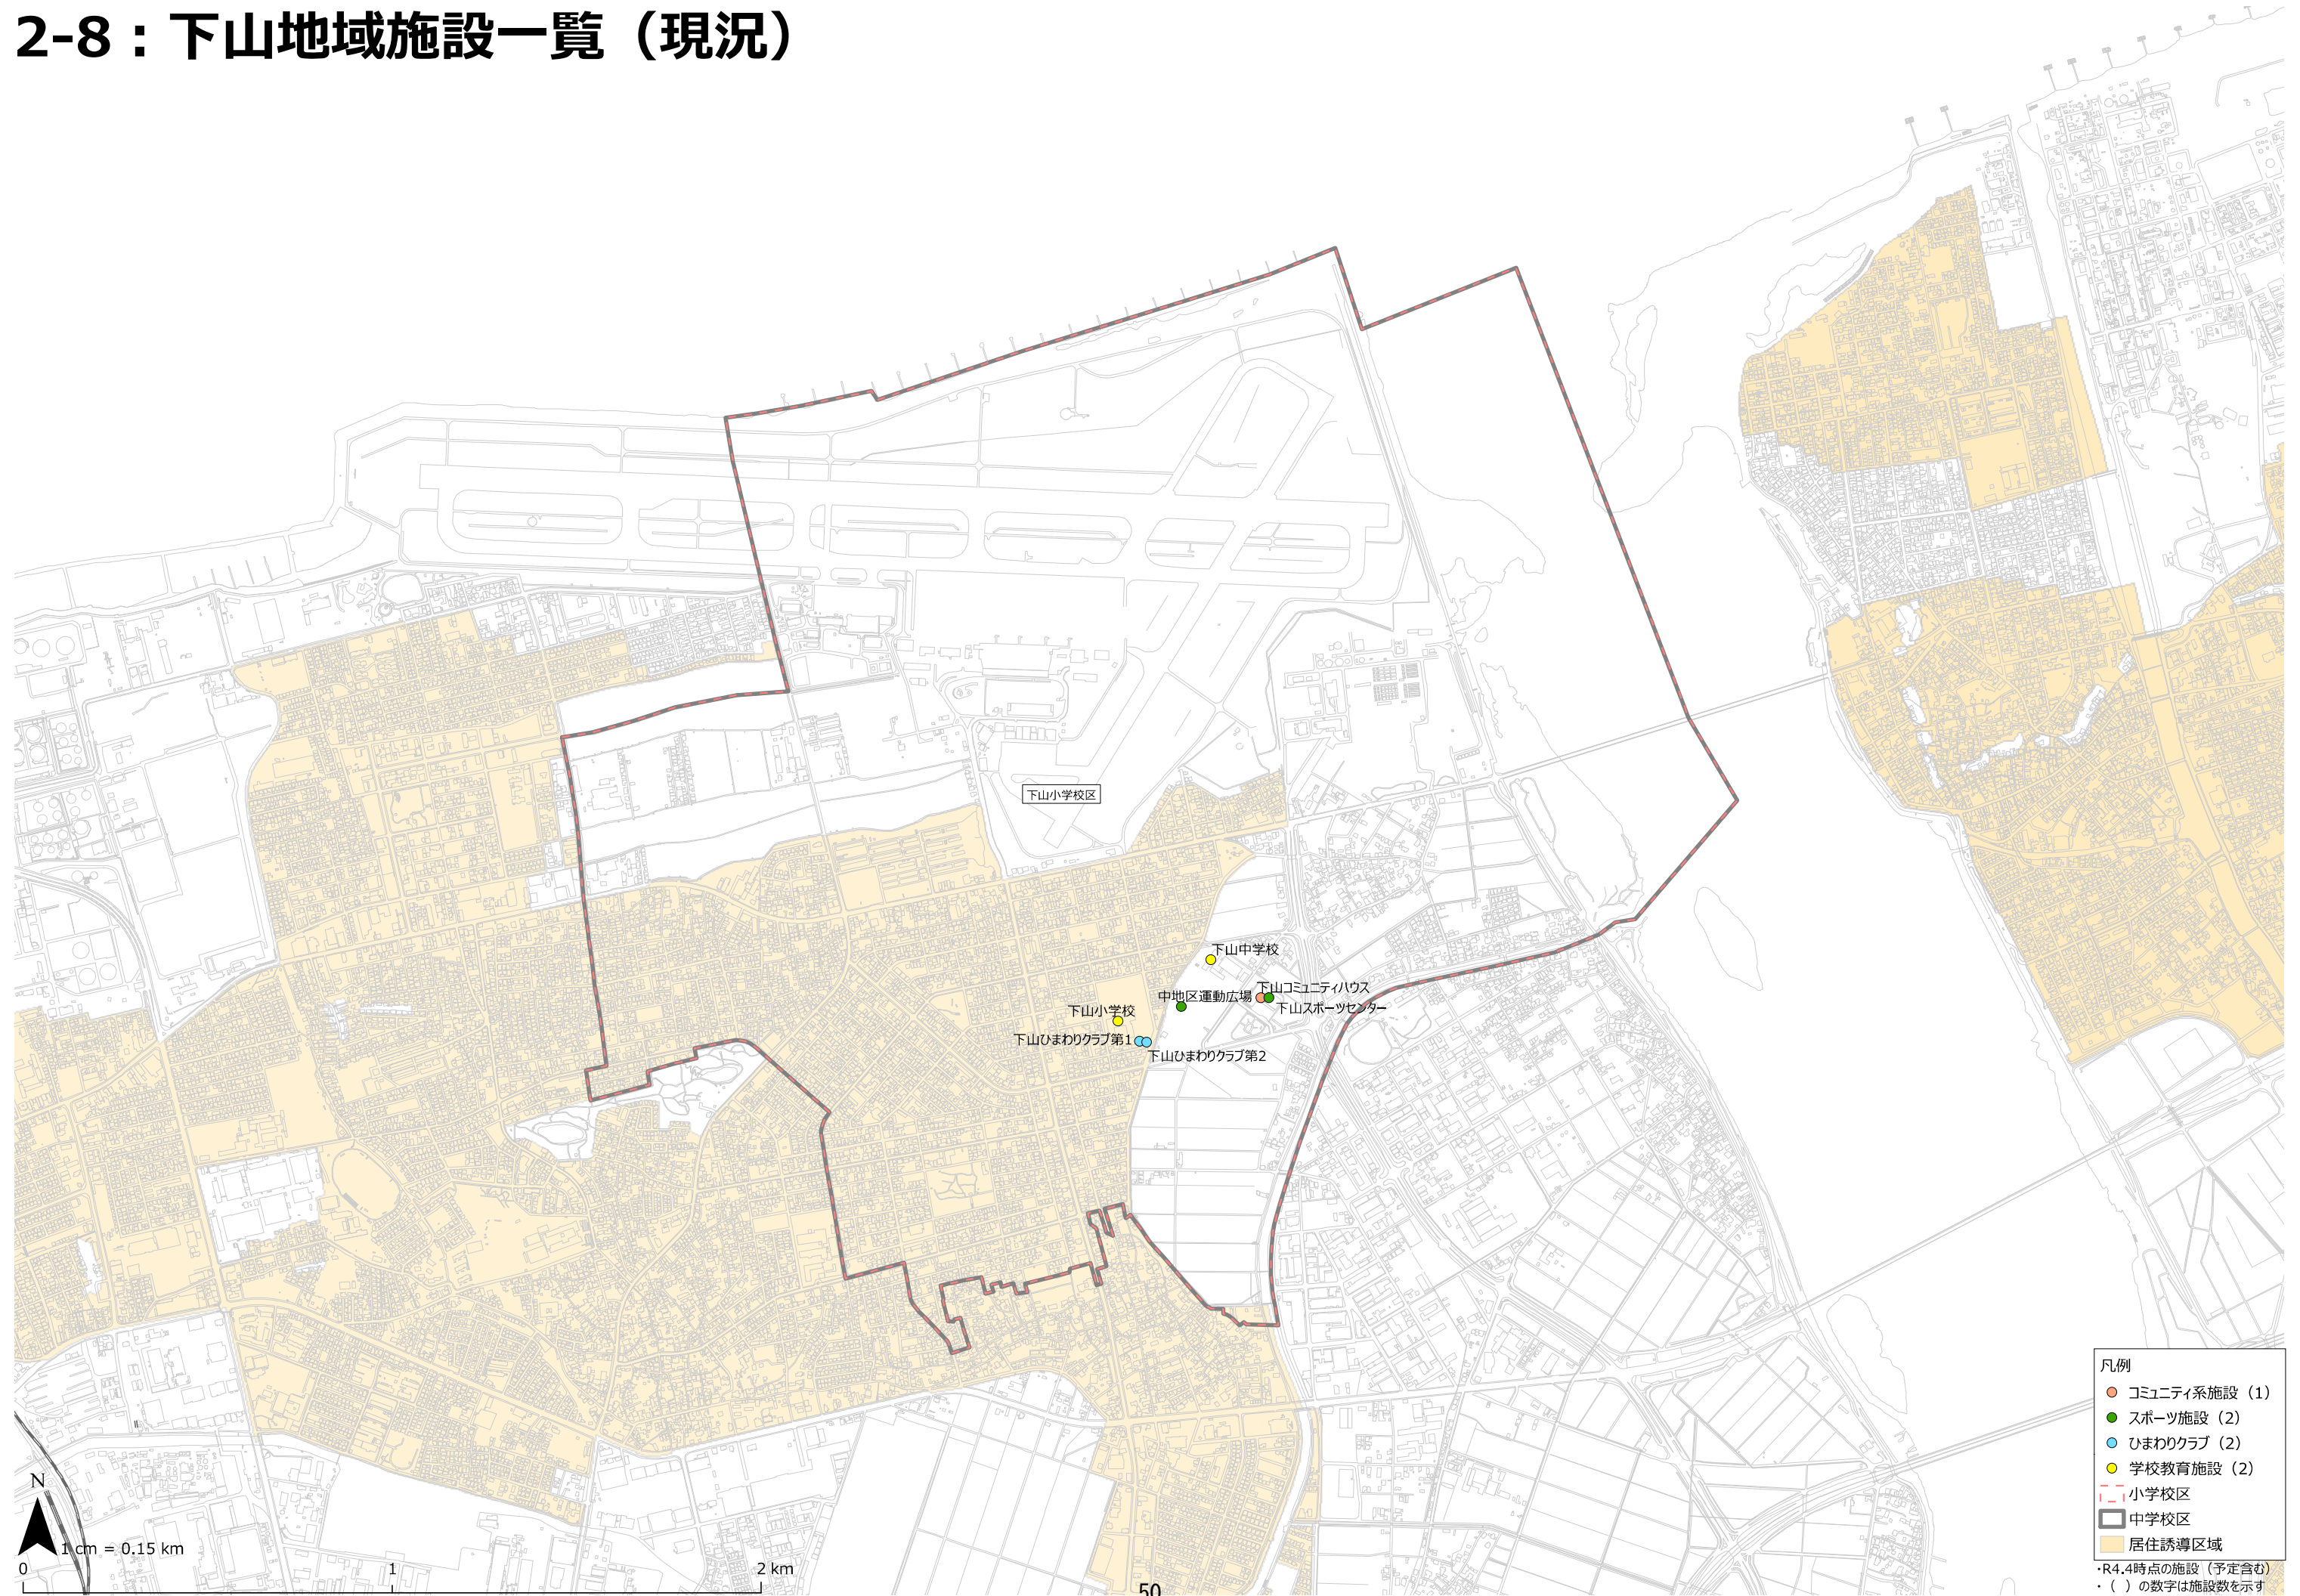 2-8：下山地域施設一覧（現況）
下山小学校区
下山中学校
下山コミュニティハウス
中地区運動広場
下山スポーツセンター
下山小学校
下山ひまわりクラブ第1
下山ひまわりクラブ第2
凡例
コミュニティ系施設（1）
スポーツ施設（2）
ひまわりクラブ（2）
学校教育施設（2）
小学校区
中学校区
居住誘導区域
・R4.4時点の施設（予定含む）
・（ ）の数字は施設数を示す
N
1 cm = 0.15 km
0 1 2 km
50